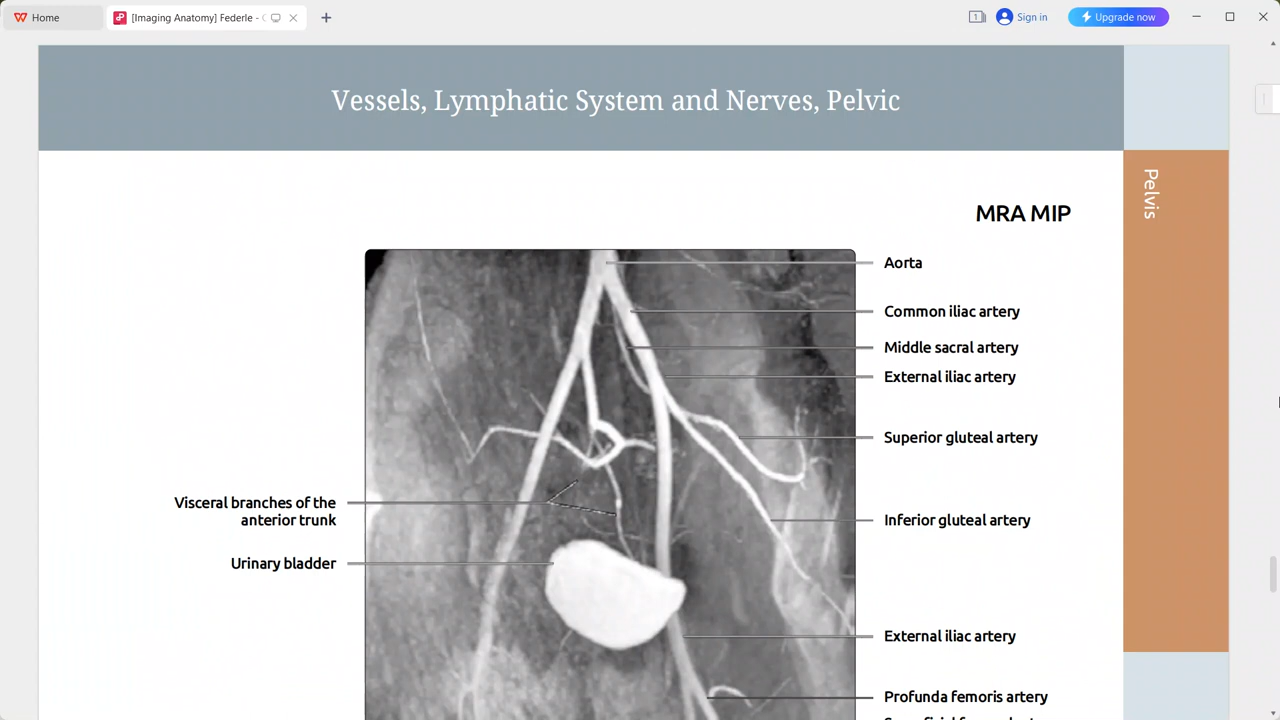 Home
[Imaging Anatomy] Federle -
1
Sign in
Upgrade now
Vessels, Lymphatic System and Nerves, Pelvic
Pelvis
MRA MIP
Aorta
Common iliac artery
Middle sacral artery
External iliac artery
Superior gluteal artery
Visceral branches of the
anterior trunk
Inferior gluteal artery
Urinary bladder
External iliac artery
Profunda femoris artery